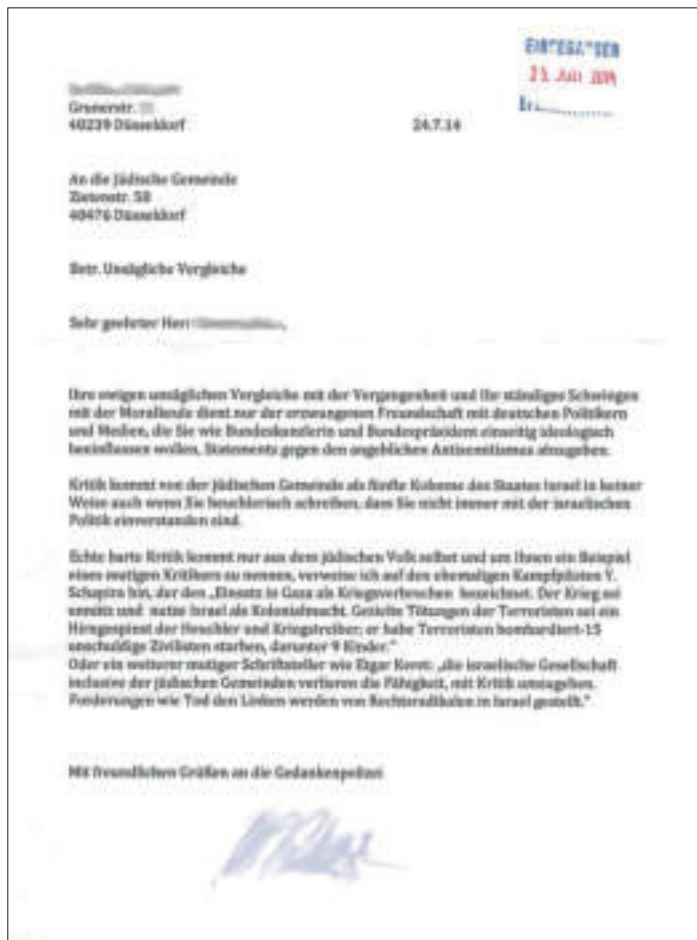 EINGEGANGEN
25. Juli 2014
Grunerstr.
40239 Düsseldorf
24.7.14
An die Jüdische Gemeinde
Zietenstr. 50
40476 Düsseldorf
Betr. Unsägliche Vergleiche
Sehr geehrter Herr
Ihre ewigen unsäglichen Vergleiche mit der Vergangenheit und Ihr ständiges Schwingen
mit der Moralkeule dient nur der erzwungenen Freundschaft mit deutschen Politikern
und Medien, die Sie wie Bundeskanzlerin und Bundespräsident einseitig ideologisch
beeinflussen wollen, Statements gegen den angeblichen Antisemitismus abzugeben.
Kritik kommt von der jüdischen Gemeinde als fünfte Kolonne des Staates Israel in keiner
Weise auch wenn Sie heuchlerisch schreiben, dass Sie nicht immer mit der israelischen
Politik einverstanden sind.
Echte harte Kritik kommt nur aus dem jüdischen Volk selbst und um Ihnen ein Beispiel
eines mutigen Kritikers zu nennen, verweise ich auf den ehemaligen Kampfpiloten Y.
Schapira hin, der den „Einsatz in Gaza als Kriegsverbrechen bezeichnet. Der Krieg sei
unnütz und nutze Israel als Kolonialmacht. Gezielte Tötungen der Terroristen sei ein
Hirngespinst der Heuchler und Kriegstreiber; er habe Terroristen bombardiert-15
unschuldige Zivilisten starben, darunter 9 Kinder."
Oder ein weiterer mutiger Schriftsteller wie Etgar Keret: „die israelische Gesellschaft
inclusive der jüdischen Gemeinden verlieren die Fähigkeit, mit Kritik umzugehen.
Forderungen wie Tod den Linken werden von Rechtsradikalen in Israel gestellt."
Mit freundlichen Grüßen an die Gedankenpolizei